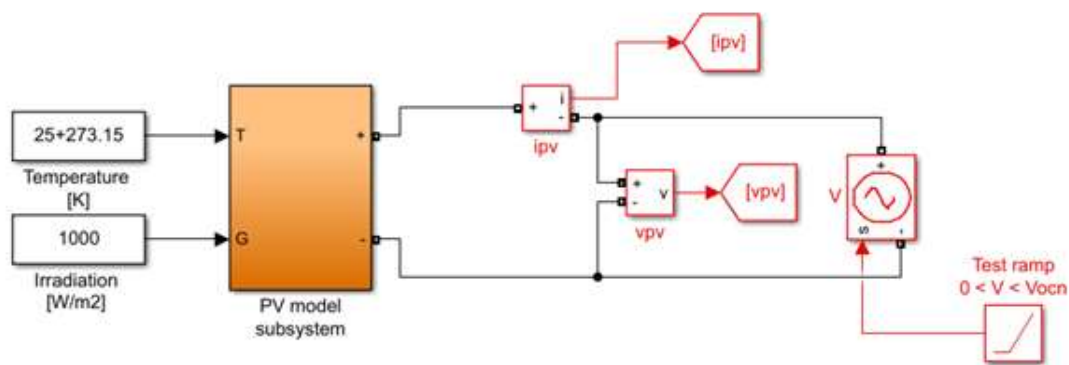 [ipv]
25+273.15
T
+
+
i
-
ipv
+
Temperature
[K]
+
-
v
[vpv]
V
s
-
vpv
1000
G
-
Irradiation
[W/m2]
PV model
subsystem
Test ramp
0 < V < Vocn